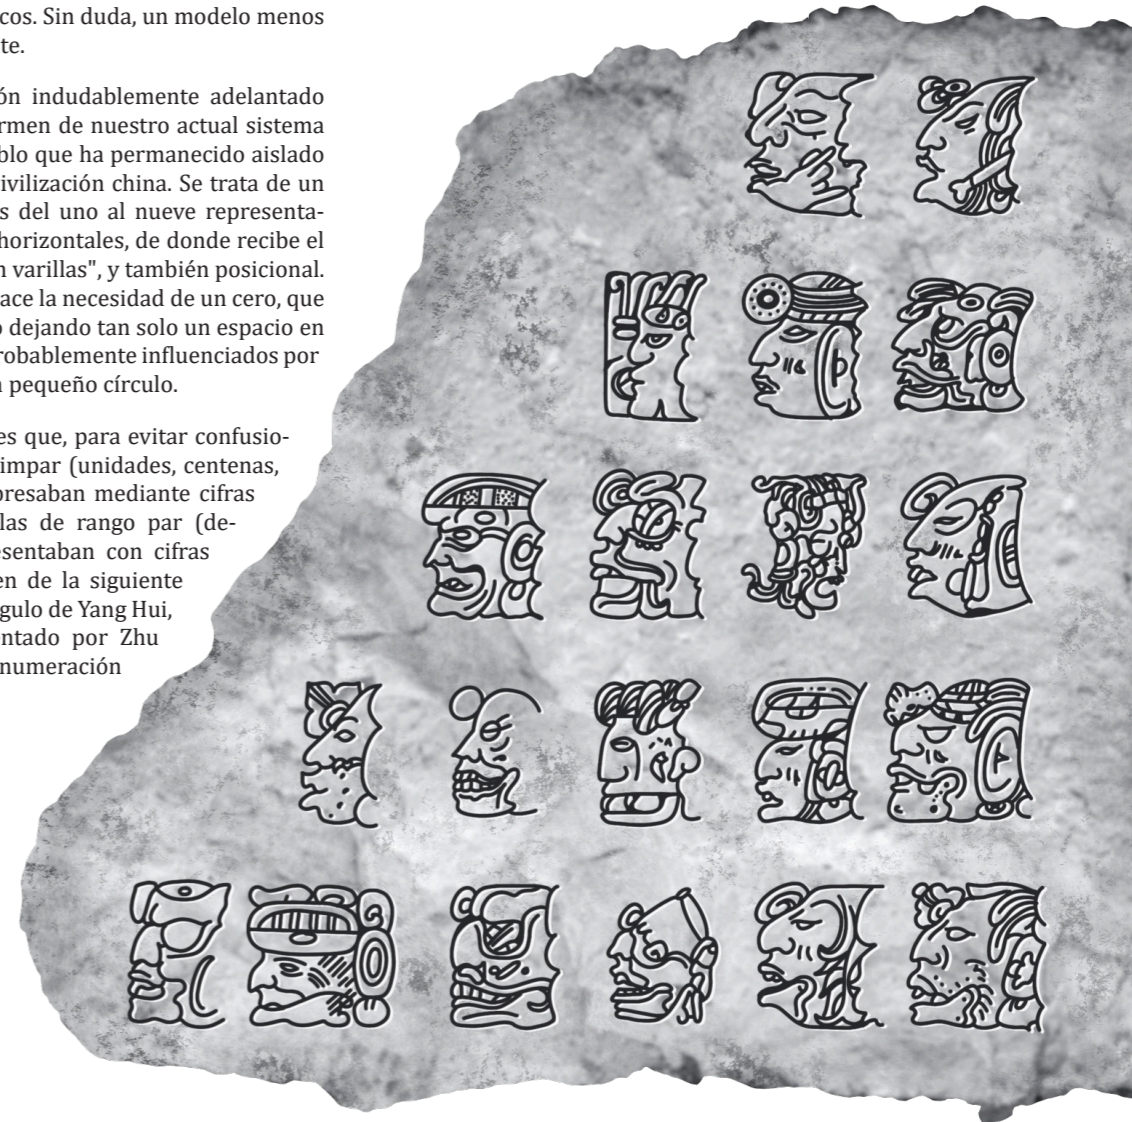 cos. Sin duda, un modelo menos
te.
ón indudablemente adelantado
rmen de nuestro actual sistema
blo que ha permanecido aislado
ivilización china. Se trata de un
s del uno al nueve representa-
horizontales, de donde recibe el
n varillas", y también posicional.
ace la necesidad de un cero, que
o dejando tan solo un espacio en
robablemente influenciados por
n pequeño círculo.
es que, para evitar confusio-
impar (unidades, centenas,
presaban mediante cifras
las de rango par (de-
esentaban con cifras
en de la siguiente
gulo de Yang Hui,
entado por Zhu
numeración